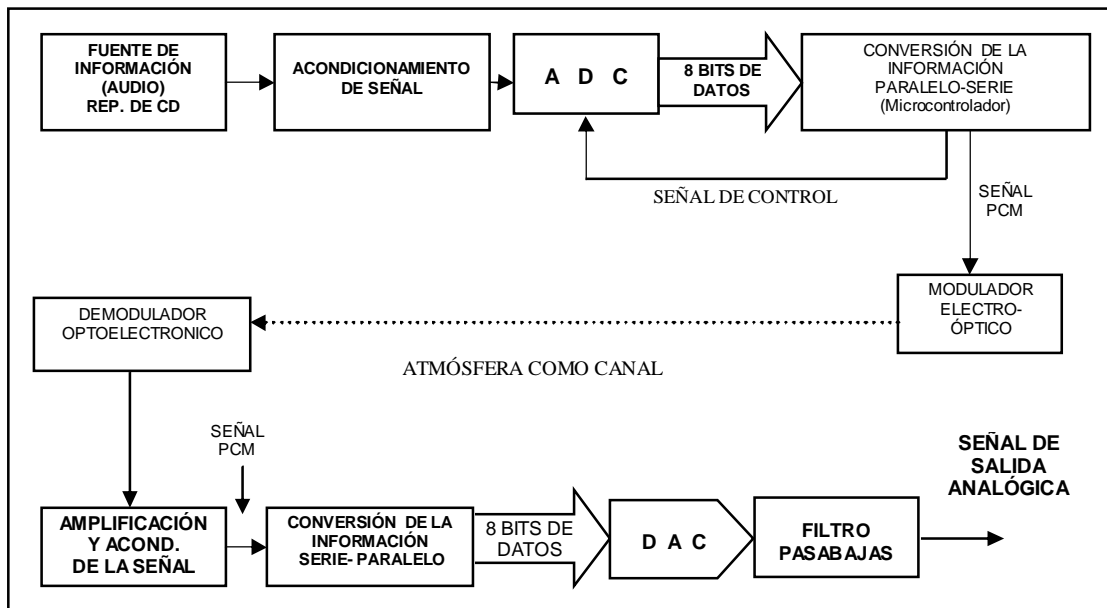 FUENTE DE
INFORMACIÓN
(AUDIO)
REP. DE CD
ACONDICIONAMIENTO
DE SEÑAL
A D C
8 BITS DE
DATOS
CONVERSIÓN DE LA
INFORMACIÓN
PARALELO-SERIE
(Microcontrolador)
SEÑAL DE CONTROL
SEÑAL
PCM
MODULADOR
ELECTRO-
ÓPTICO
DEMODULADOR
OPTOELECTRONICO
ATMÓSFERA COMO CANAL
SEÑAL
PCM
AMPLIFICACIÓN
Y ACOND.
DE LA SEÑAL
CONVERSIÓN DE LA
INFORMACIÓN
SERIE- PARALELO
8 BITS DE
DATOS
D A C
FILTRO
PASABAJAS
SEÑAL DE
SALIDA
ANALÓGICA